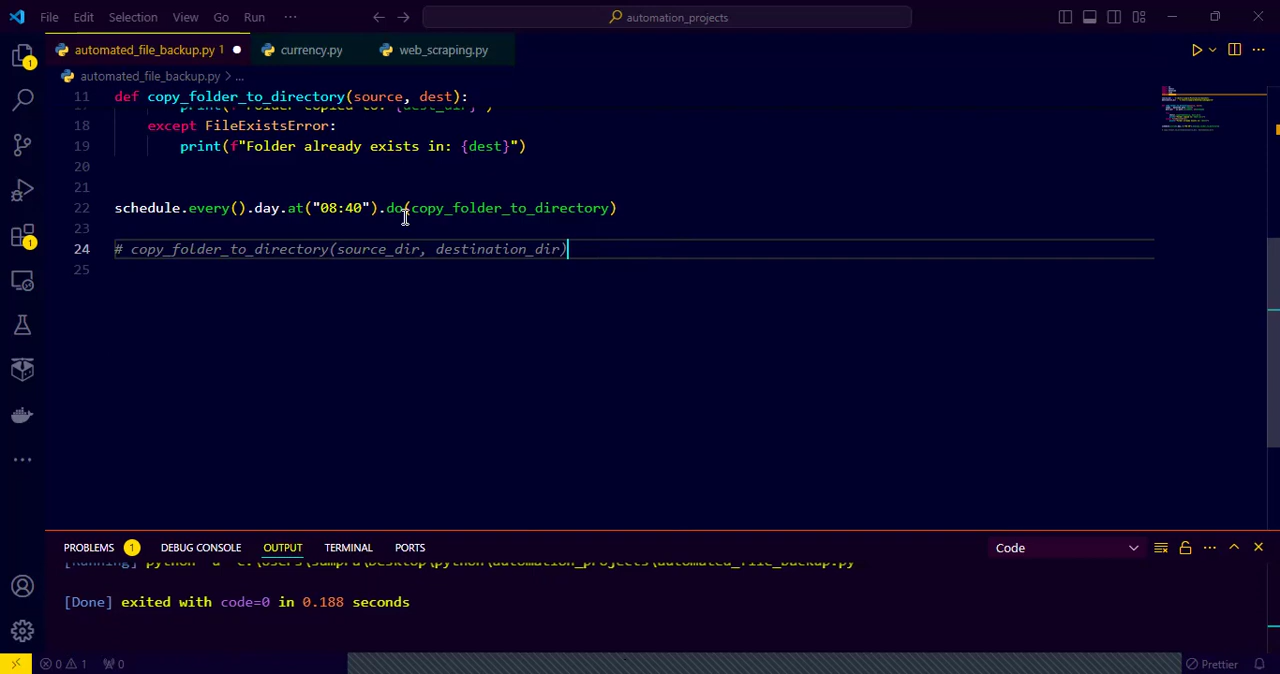 File Edit Selection View Go Run ··· automation_projects
automated_file_backup.py 1 currency.py web_scraping.py
automated_file_backup.py > ...
11 def copy_folder_to_directory(source, dest):
18 except FileExistsError:
19 print(f"Folder already exists in: {dest}")
20
21
22 schedule.every().day.at("08:40").do(copy_folder_to_directory)
23
24 # copy_folder_to_directory(source_dir, destination_dir)
25
PROBLEMS 1 DEBUG CONSOLE OUTPUT TERMINAL PORTS Code
[Done] exited with code=0 in 0.188 seconds
0 1 0 Prettier